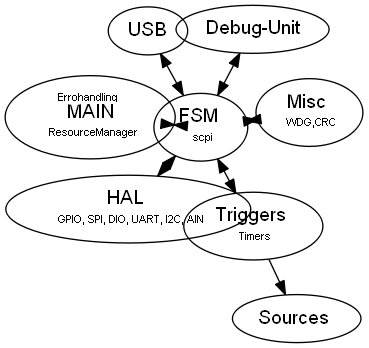 USB
Debug-Unit
Errohandling
MAIN
ResourceManager
FSM
scpi
Misc
WDG,CRC
HAL
GPIO, SPI, DIO, UART, I2C, AIN
Triggers
Timers
Sources